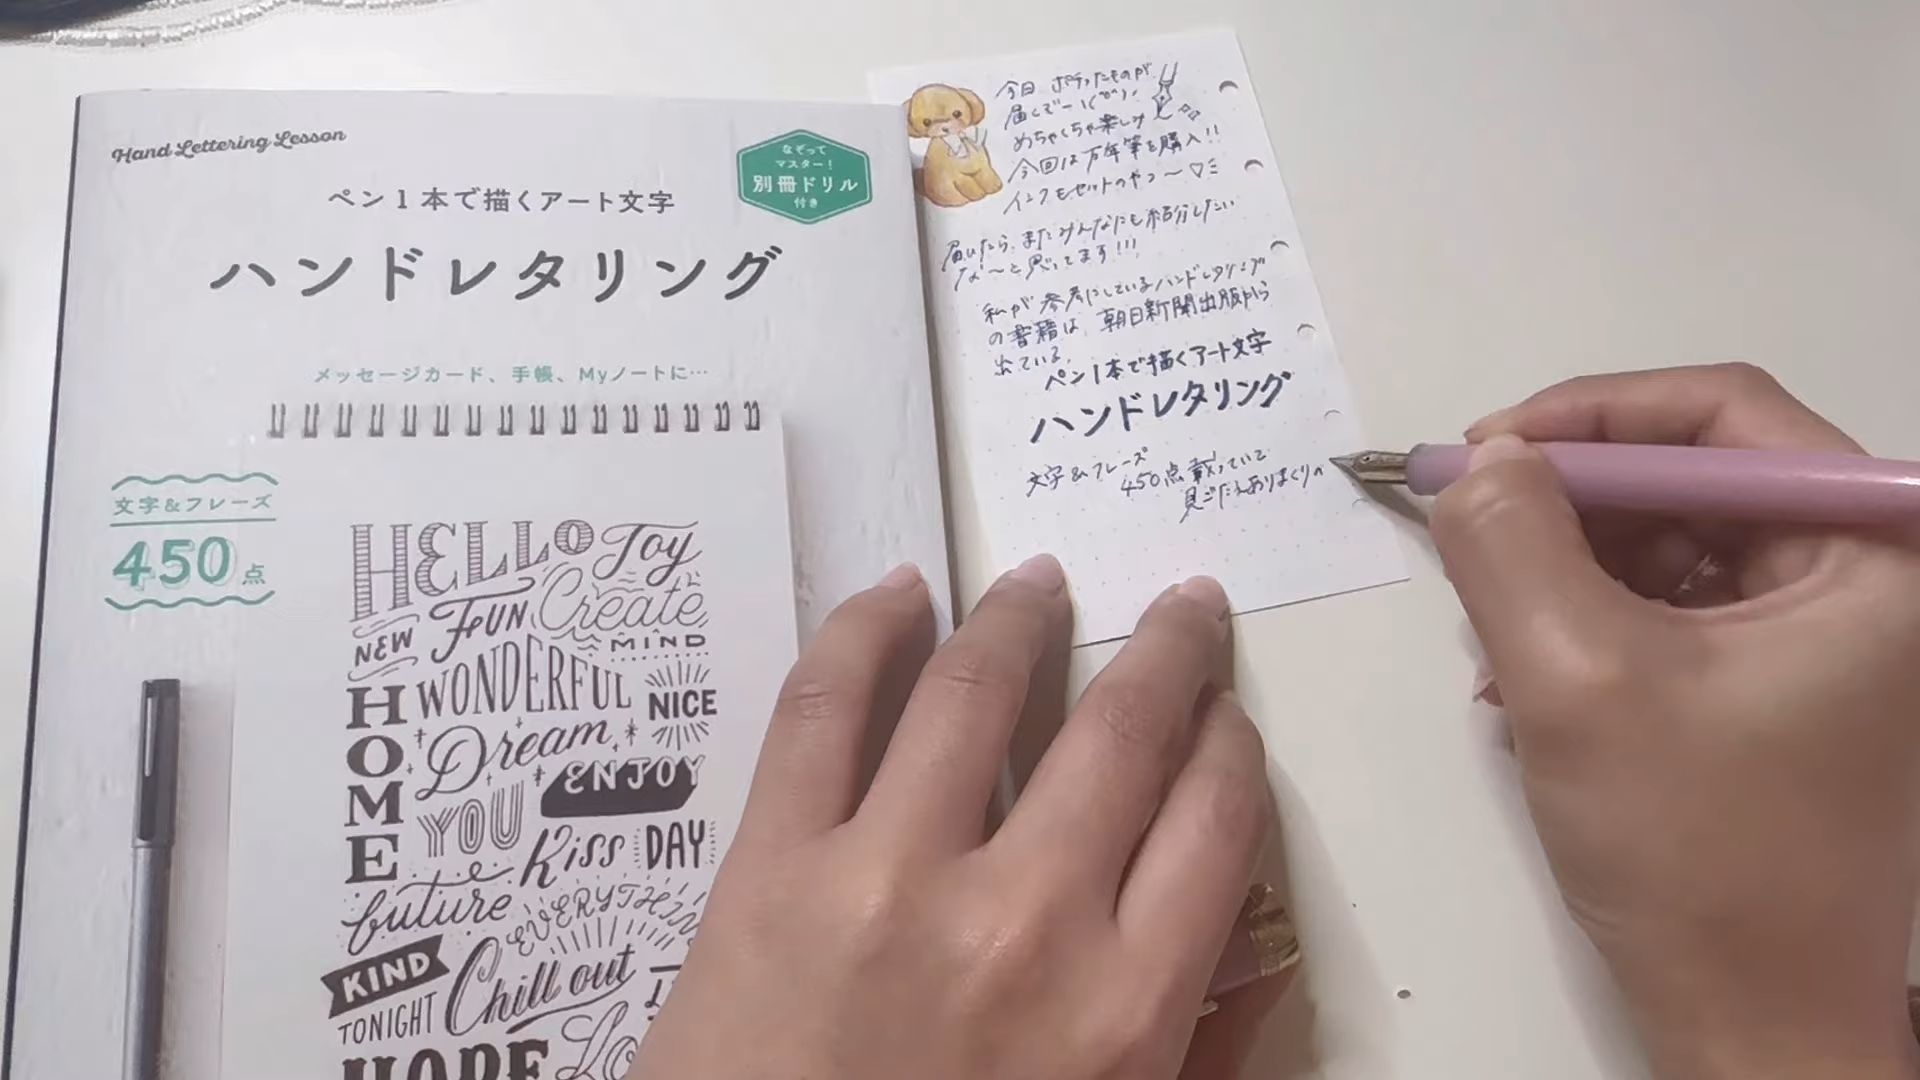 Hand Lettering Lesson
ペン1本で描くアート文字
ハンドレタリング
なぞって
マスター!
別冊ドリル
付き
メッセージカード、手帳、Myノートに…
文字&フレーズ
450点
HELLO Joy
NEW FUN Create
MIND
HOME
WONDERFUL
NICE
Dream
ENJOY
YOU
Kiss DAY
future
KIND
TONIGHT
Chill out
HOPE
今日 ポチったものが
届くぞー
めちゃくちゃ楽しみ
今回は万年筆を購入!!
インクもセットのやつ〜♡
届いたら、またみんなにも紹介したい
な〜と思ってます!!!
私が参考にしているハンドレタリング
の書籍は、朝日新聞出版から
出ている、
ペン1本で描くアート文字
ハンドレタリング
文字&フレーズ
450点載っていて
見ごたえありまくりの